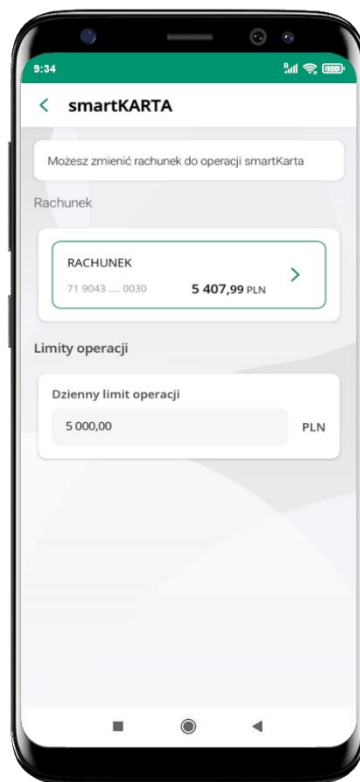 9:34
smartKARTA
Możesz zmienić rachunek do operacji smartKarta
Rachunek
RACHUNEK
71 9043 .... 0030 5 407,99 PLN
Limity operacji
Dzienny limit operacji
5 000,00 PLN